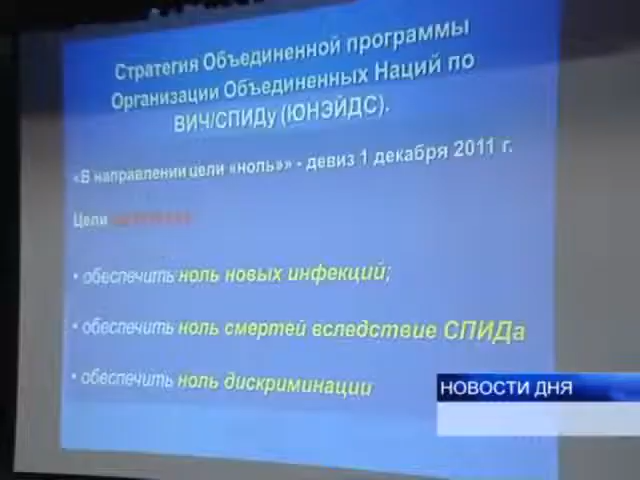 Стратегия Объединенной программы
Организации Объединенных Наций по
ВИЧ/СПИДу (ЮНЭЙДС).
«В направлении цели «ноль»» - девиз 1 декабря 2011 г.
Цели
• обеспечить ноль новых инфекций;
• обеспечить ноль смертей вследствие СПИДа
• обеспечить ноль дискриминации
НОВОСТИ ДНЯ